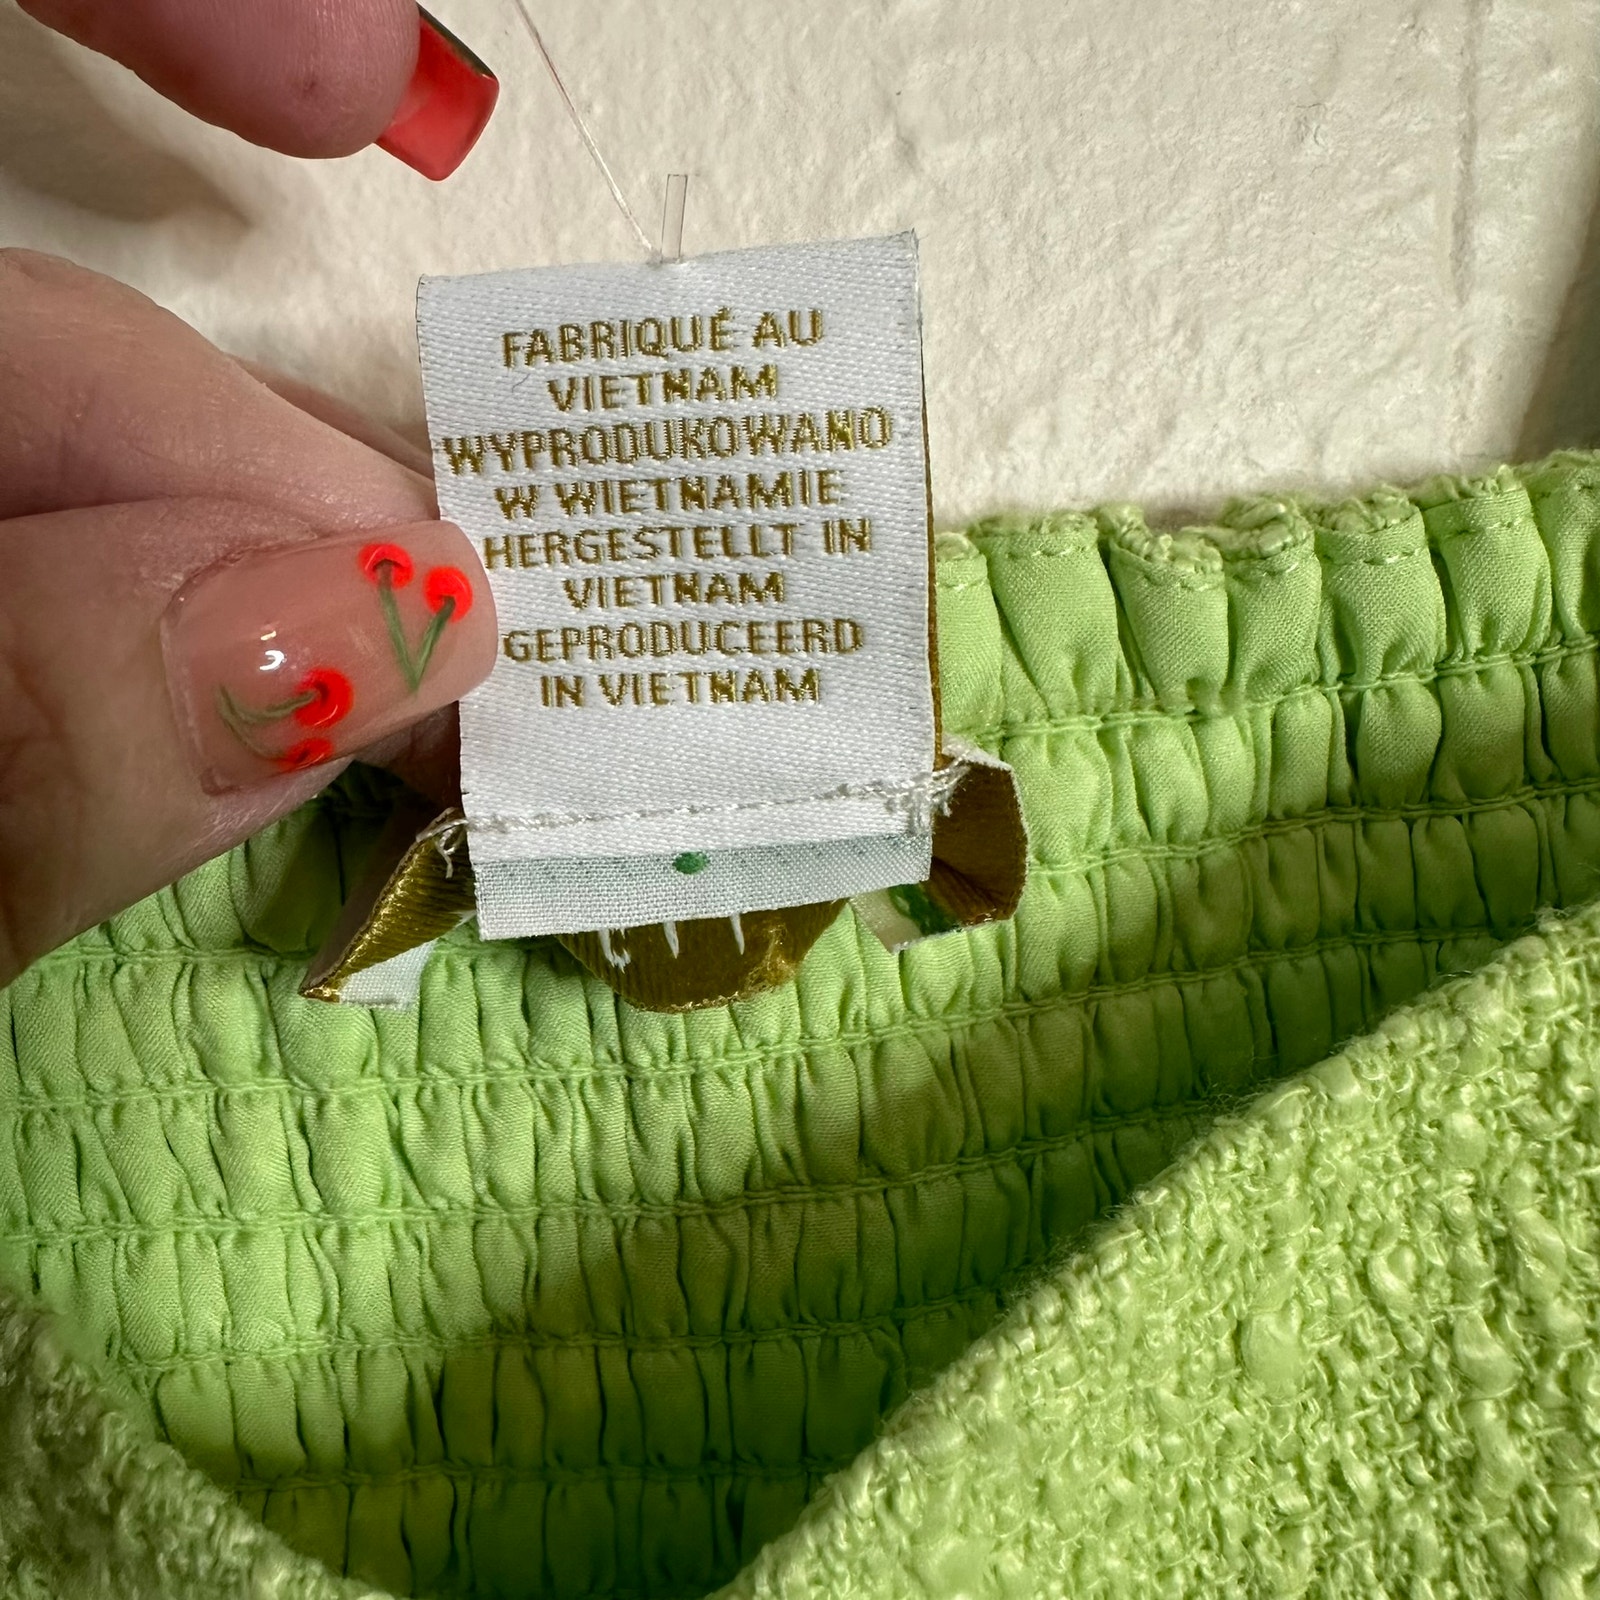 FABRIQUÉ AU
VIETNAM
WYPRODUKOWANO
W WIETNAMIE
HERGESTELLT IN
VIETNAM
GEPRODUCEERD
IN VIETNAM